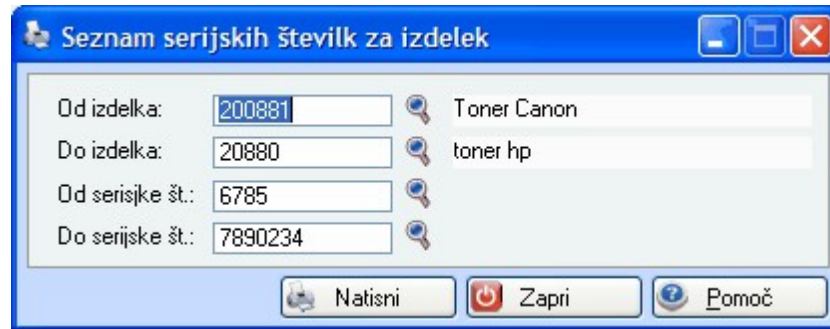 Seznam serijskih številk za izdelek
Od izdelka: 200881 Toner Canon
Do izdelka: 20880 toner hp
Od serisjke št.: 6785
Do serijske št.: 7890234
Natisni Zapri Pomoč